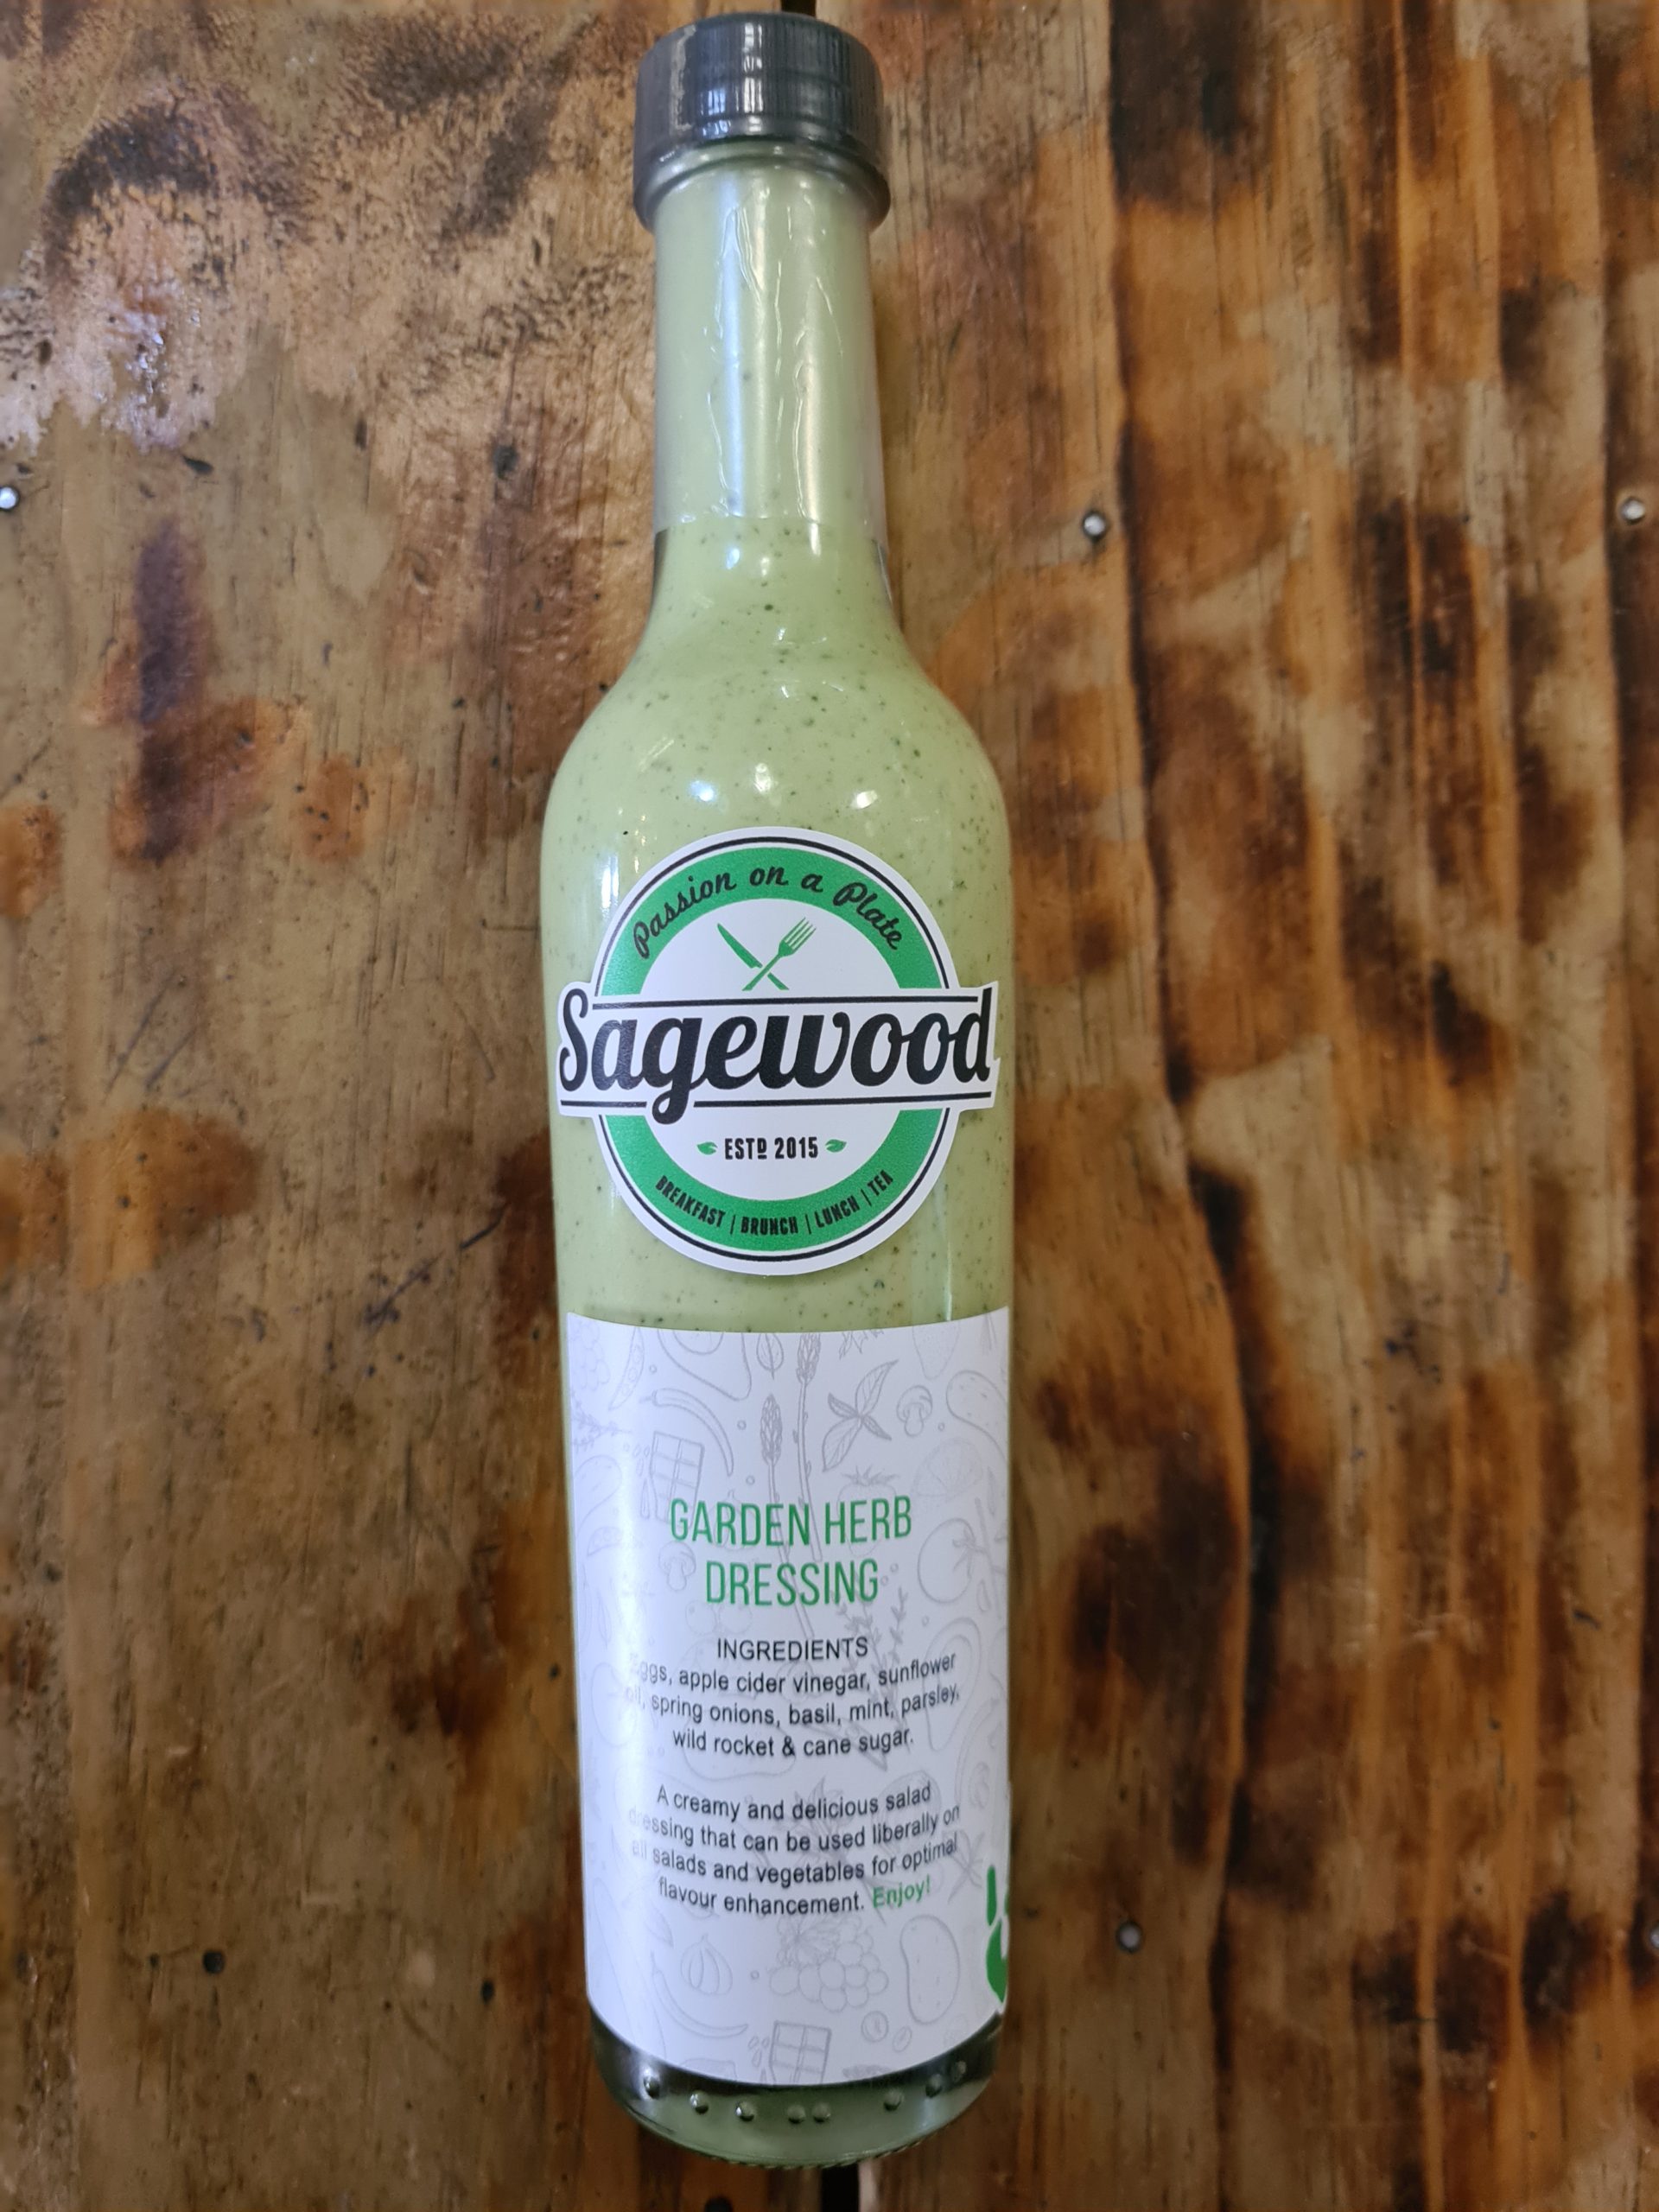 Passion on a Plate
Sagewood
ESTD 2015
BREAKFAST | BRUNCH | LUNCH | TEA
GARDEN HERB
DRESSING
INGREDIENTS
Eggs, apple cider vinegar, sunflower
oil, spring onions, basil, mint, parsley,
wild rocket & cane sugar.
A creamy and delicious salad
dressing that can be used liberally on
all salads and vegetables for optimal
flavour enhancement. Enjoy!